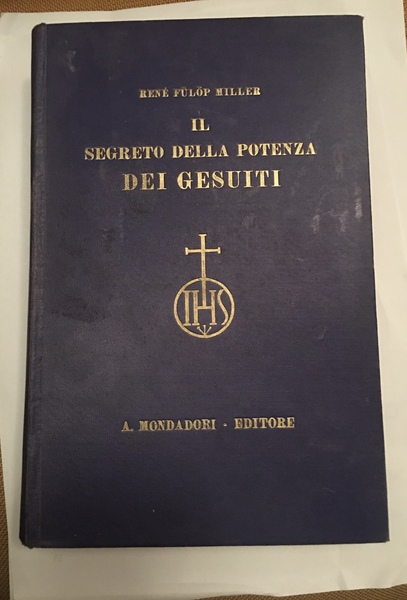 RENÉ FÜLÖP MILLER
IL
SEGRETO DELLA POTENZA
DEI GESUITI
IHS
A. MONDADORI · EDITORE